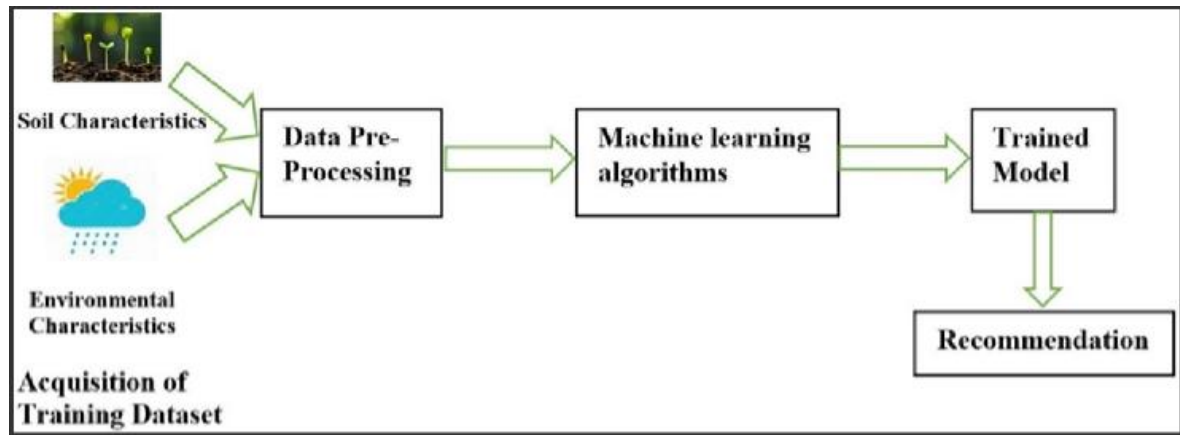 Soil Characteristics
Environmental
Characteristics
Acquisition of
Training Dataset
Data Pre-
Processing
Machine learning
algorithms
Trained
Model
Recommendation